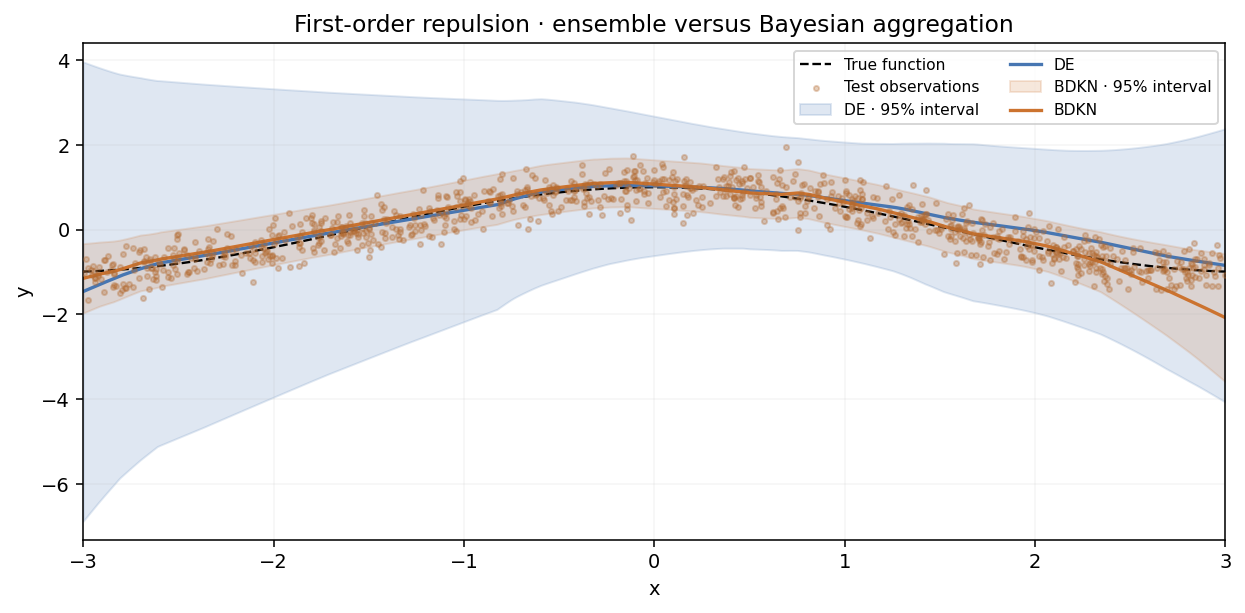 First-order repulsion · ensemble versus Bayesian aggregation
True function
Test observations
DE · 95% interval
DE
BDKN · 95% interval
BDKN
4
2
0
−2
−4
−6
y
−3 −2 −1 0 1 2 3
x